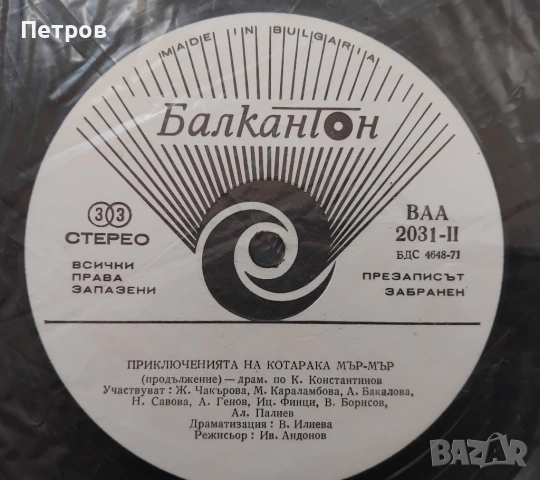 Петров
MADE IN BULGARIA
Балкантон
33
СТЕРЕО
ВСИЧКИ
ПРАВА
ЗАПАЗЕНИ
ВАА
2031-II
БДС 4648-71
ПРЕЗАПИСЪТ
ЗАБРАНЕН
ПРИКЛЮЧЕНИЯТА НА КОТАРАКА МЪР-МЪР
(продължение) — драм. по К. Константинов
Участвуват: Ж. Чакърова, М. Караламбова, А. Бакалова,
Н. Савова, А. Генов, Иц. Финци, В. Борисов,
Ал. Палиев
Драматизация: В. Илиева
Режисьор: Ив. Андонов
BAZAR